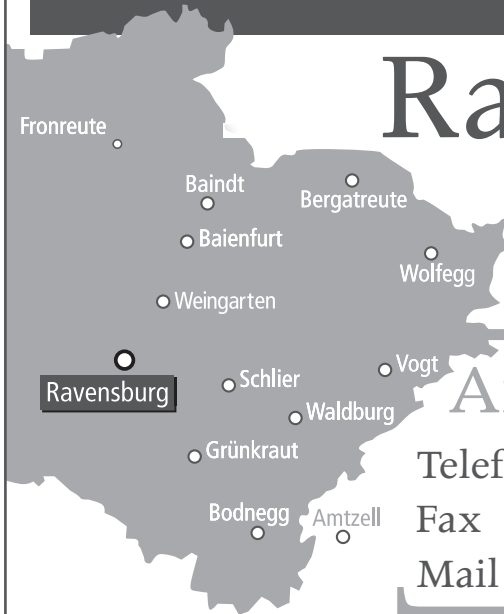 Ra
Fronreute
Baindt
Bergatreute
Baienfurt
Wolfegg
Weingarten
Vogt
Schlier
Ravensburg
Waldburg
Grünkraut
Telef
Bodnegg
Amtzell
Fax
Mail